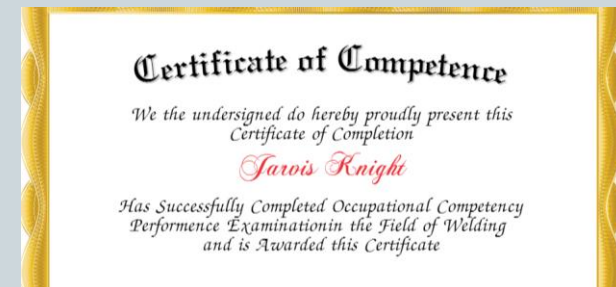 Certificate of Competence
We the undersigned do hereby proudly present this
Certificate of Completion
Jarvis Knight
Has Successfully Completed Occupational Competency
Performence Examinationin the Field of Welding
and is Awarded this Certificate